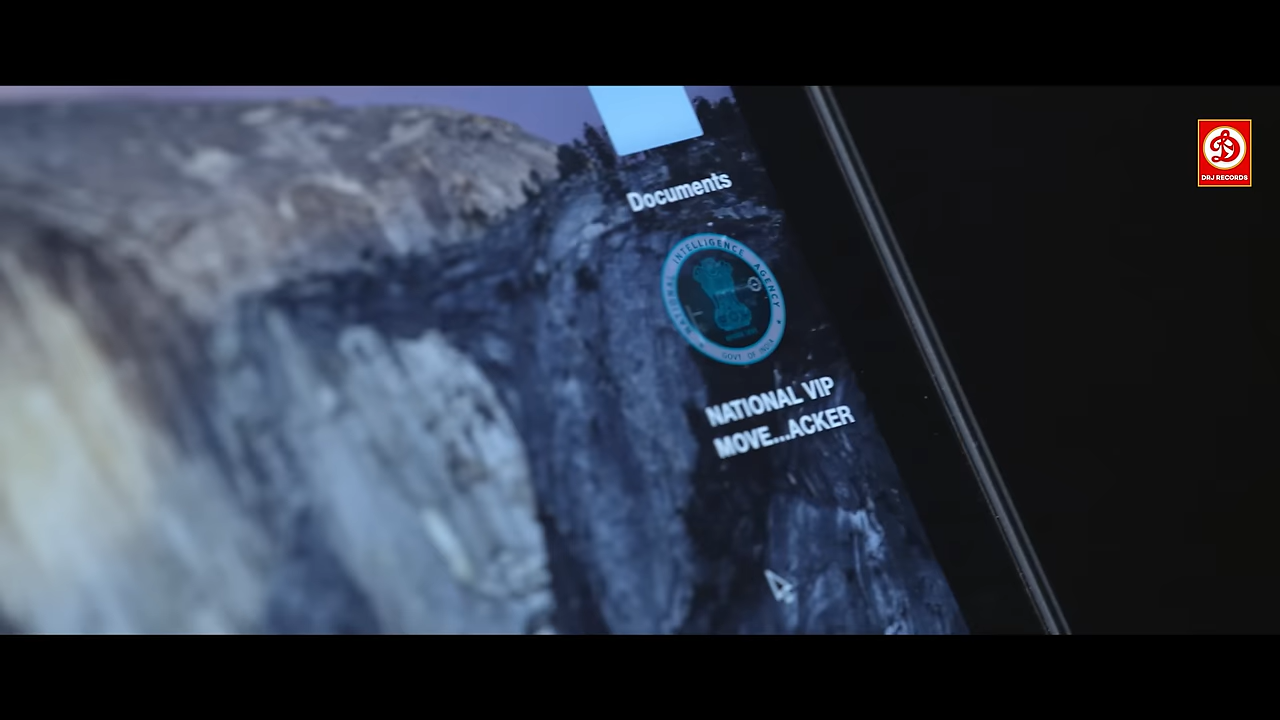 DRJ RECORDS
Documents
NATIONAL INTELLIGENCE AGENCY
GOVT OF INDIA
NATIONAL VIP
MOVE...ACKER